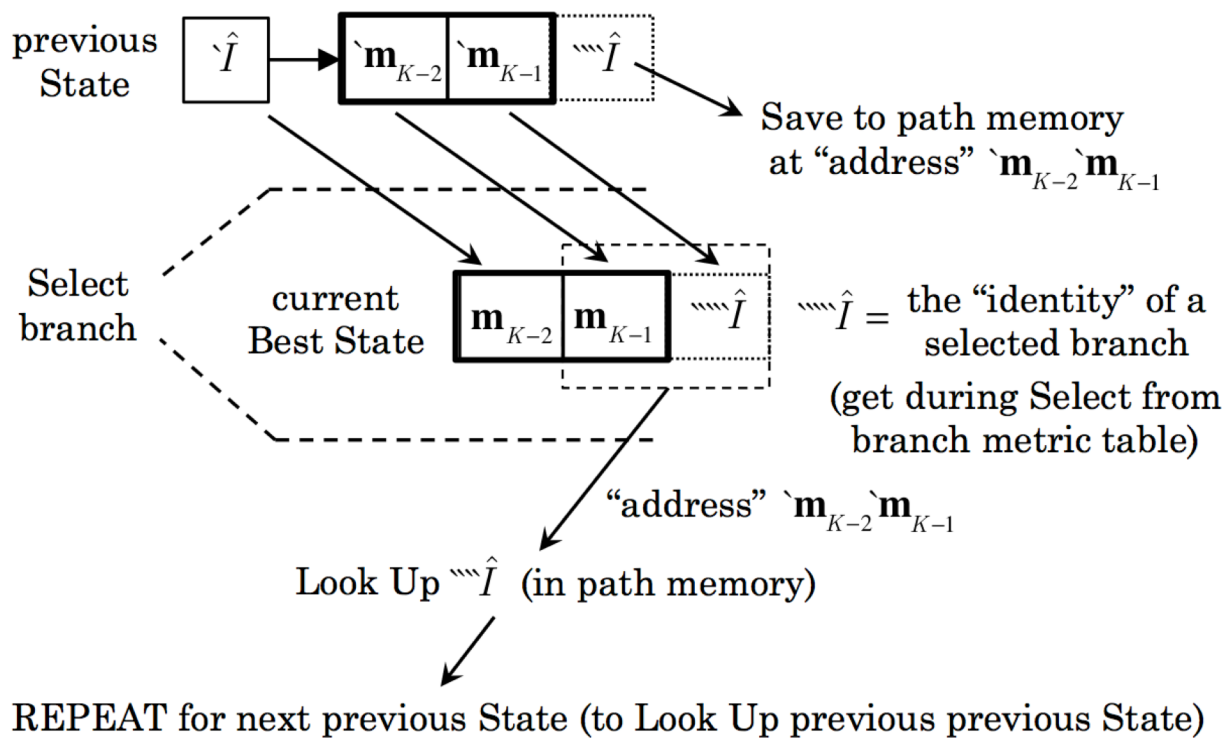 previous State
`Î
`m_{K−2}
`m_{K−1}
````Î
Save to path memory
at “address” `m_{K−2}`m_{K−1}
Select
branch
current
Best State
m_{K−2}
m_{K−1}
`````Î
`````Î = the “identity” of a
selected branch
(get during Select from
branch metric table)
“address” `m_{K−2}`m_{K−1}
Look Up ````Î (in path memory)
REPEAT for next previous State (to Look Up previous previous State)